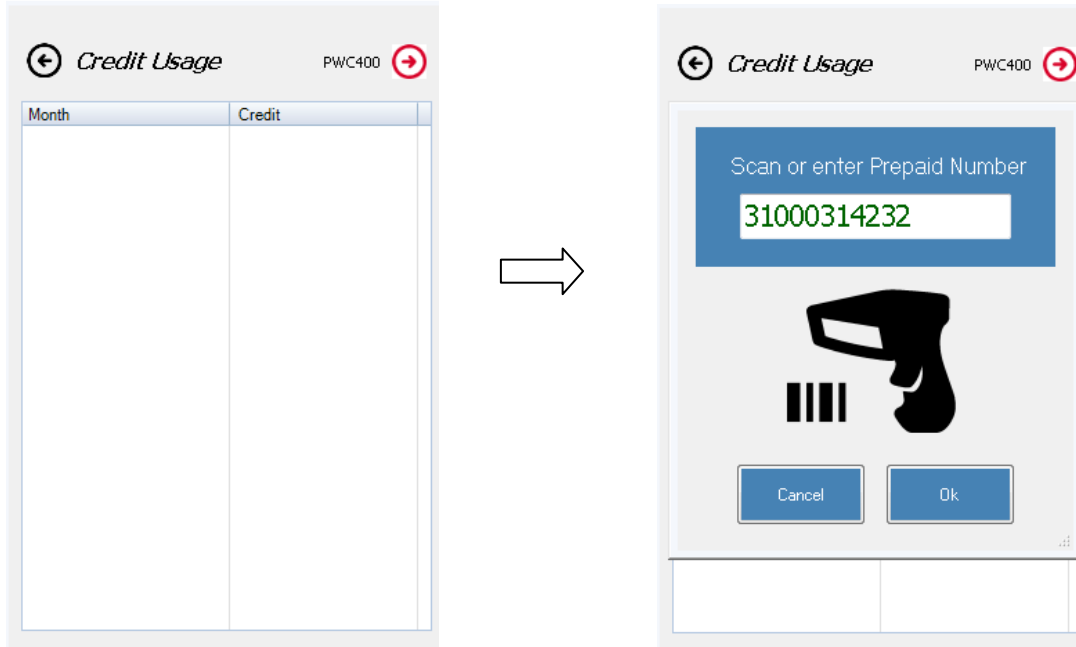 Credit Usage PWC400
Month Credit
Credit Usage PWC400
Scan or enter Prepaid Number
31000314232
Cancel Ok